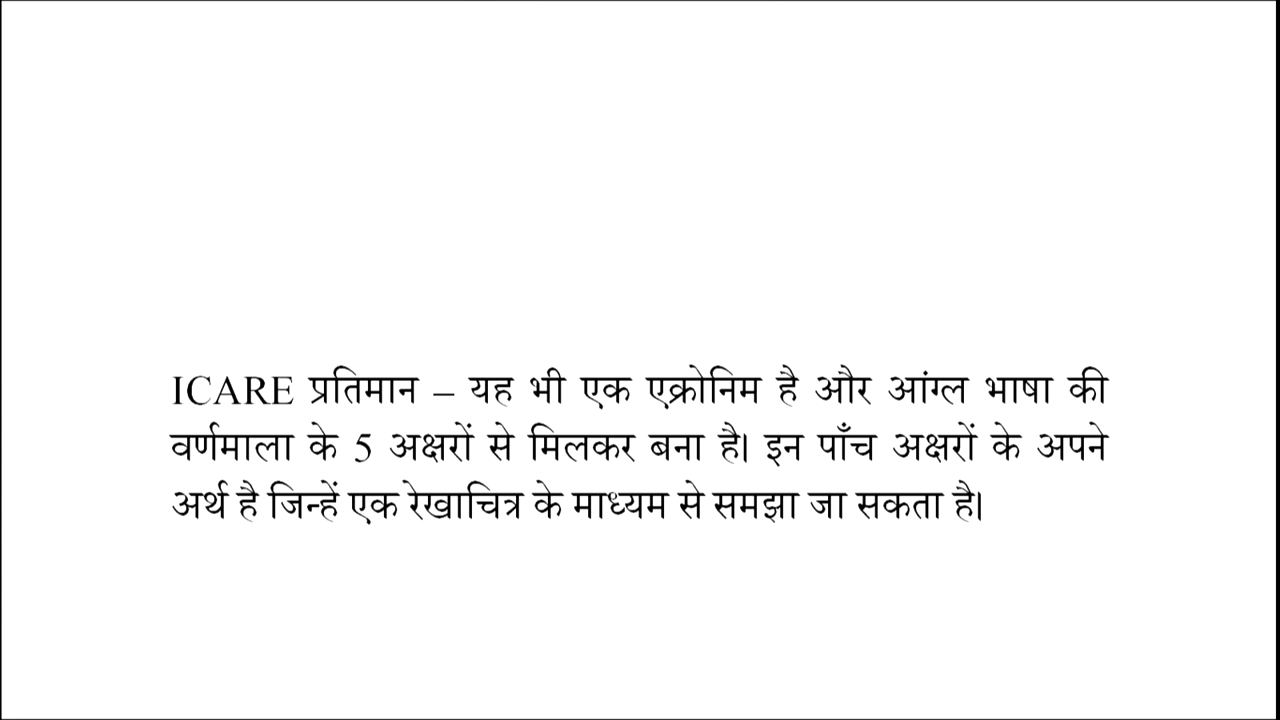 ICARE प्रतिमान – यह भी एक एक्रोनिम है और आंग्ल भाषा की
वर्णमाला के 5 अक्षरों से मिलकर बना है। इन पाँच अक्षरों के अपने
अर्थ है जिन्हें एक रेखाचित्र के माध्यम से समझा जा सकता है।